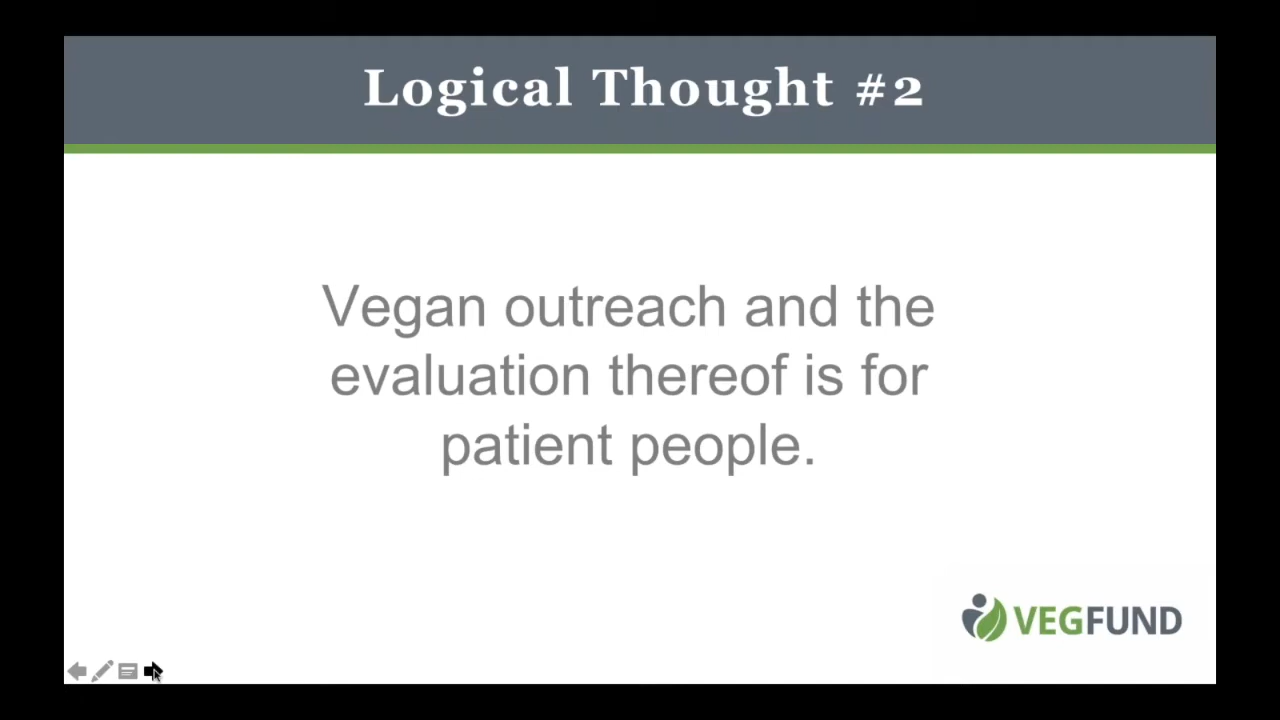 Logical Thought #2
Vegan outreach and the
evaluation thereof is for
patient people.
VEGFUND